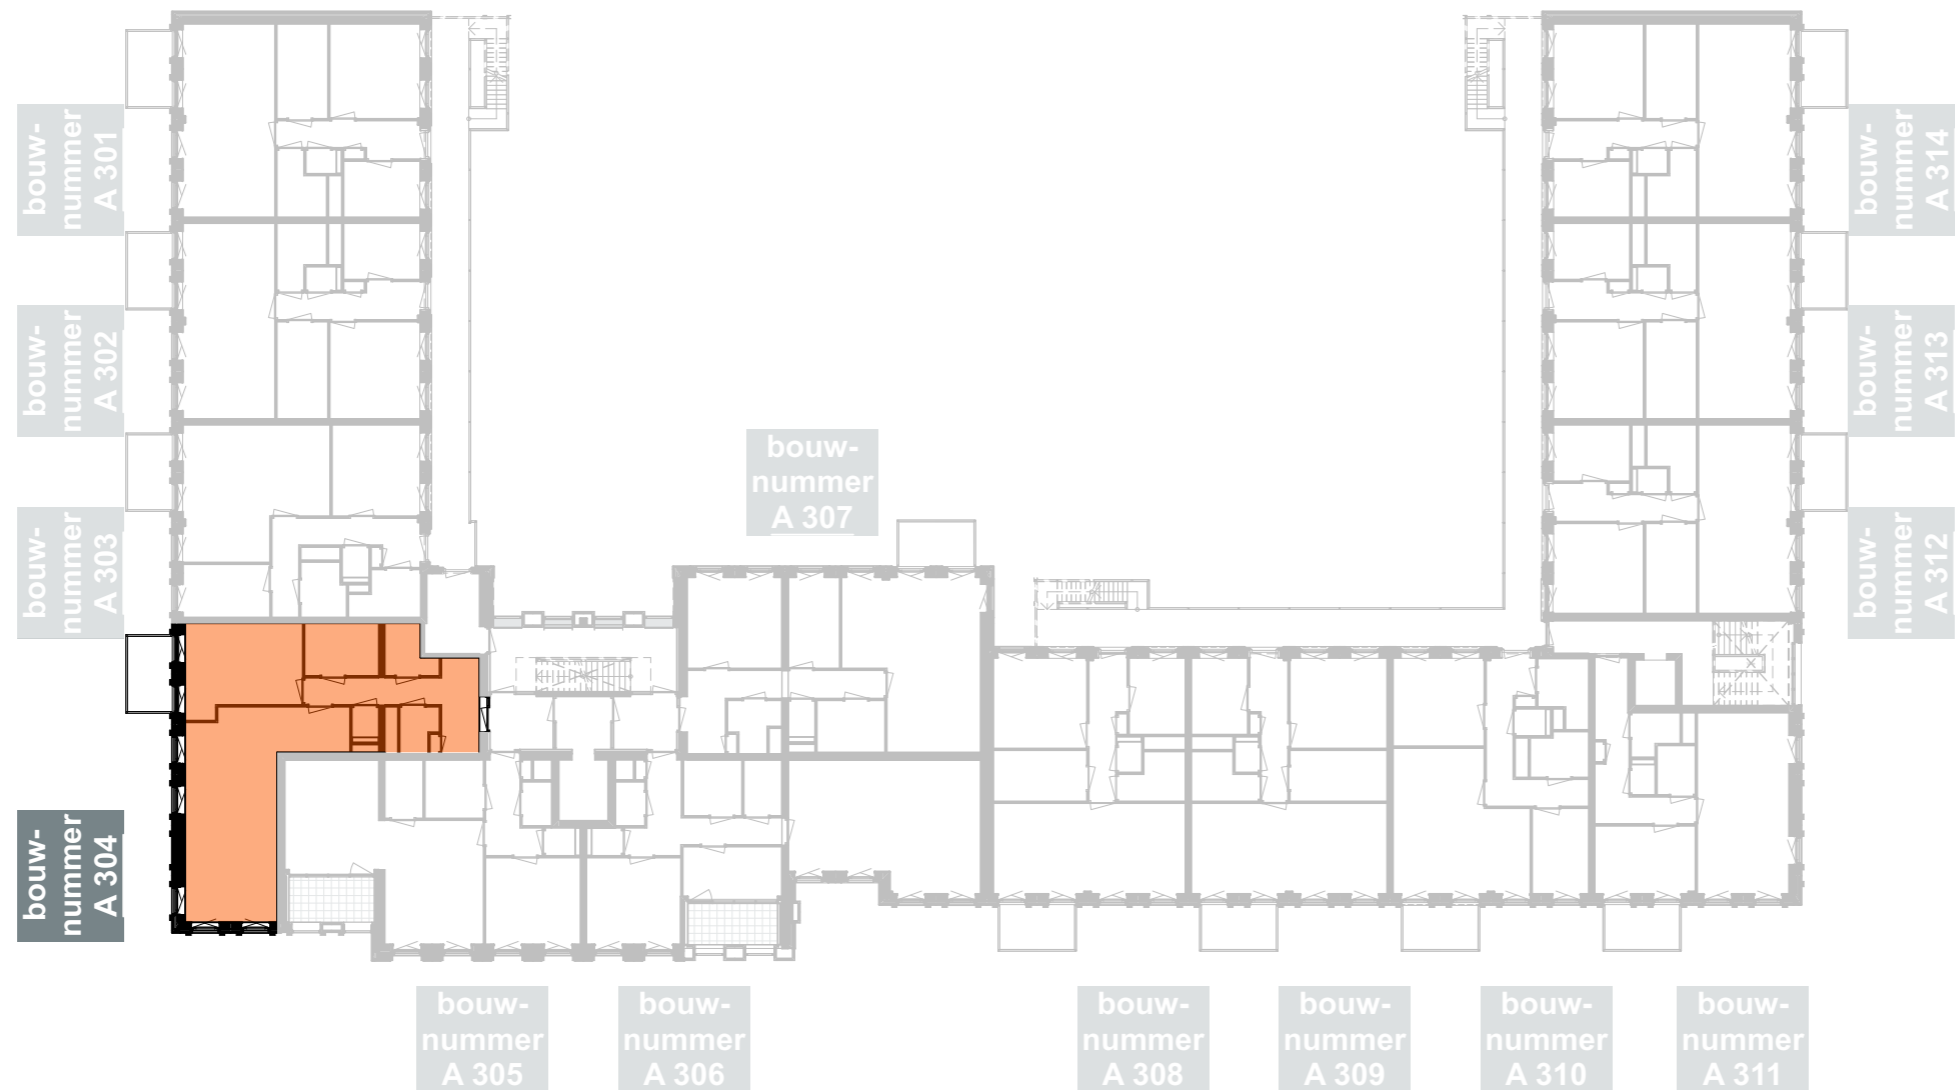 bouw-
nummer
A 301
bouw-
nummer
A 302
bouw-
nummer
A 303
bouw-
nummer
A 304
bouw-
nummer
A 305
bouw-
nummer
A 306
bouw-
nummer
A 307
bouw-
nummer
A 308
bouw-
nummer
A 309
bouw-
nummer
A 310
bouw-
nummer
A 311
bouw-
nummer
A 312
bouw-
nummer
A 313
bouw-
nummer
A 314